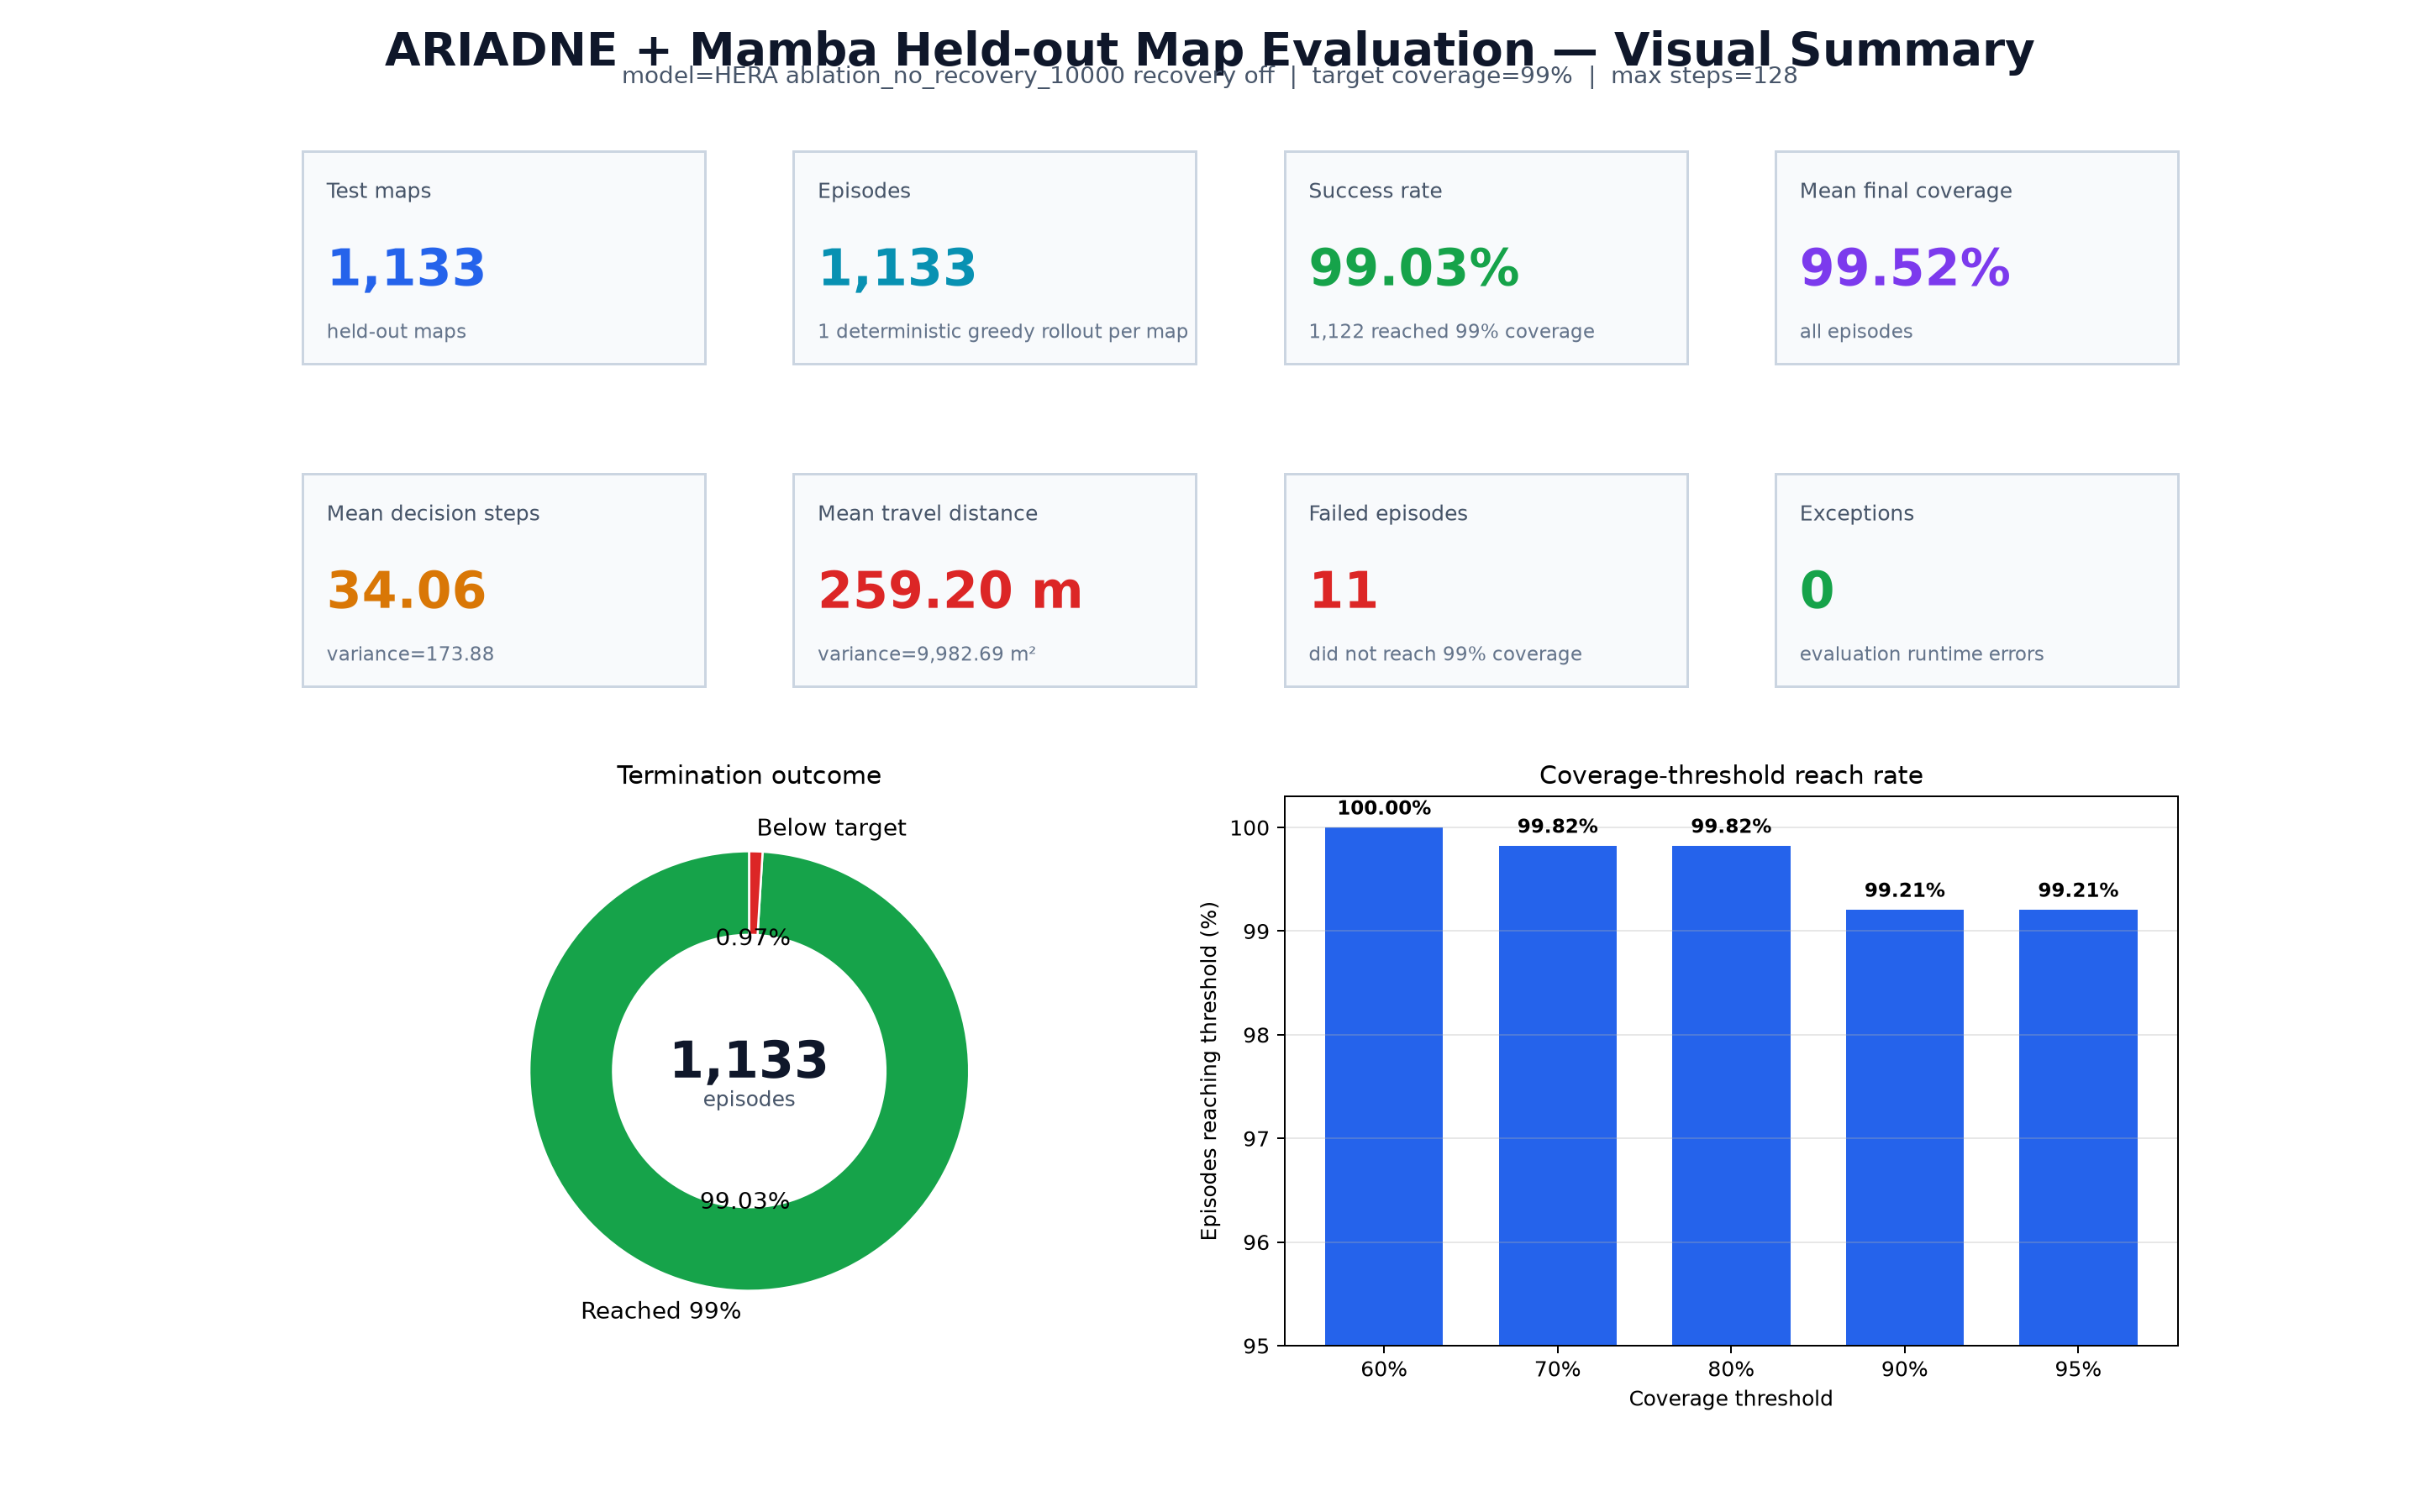 ARIADNE + Mamba Held-out Map Evaluation — Visual Summary
model=HERA ablation_no_recovery_10000 recovery off | target coverage=99% | max steps=128
Test maps
1,133
held-out maps
Episodes
1,133
1 deterministic greedy rollout per map
Success rate
99.03%
1,122 reached 99% coverage
Mean final coverage
99.52%
all episodes
Mean decision steps
34.06
variance=173.88
Mean travel distance
259.20 m
variance=9,982.69 m²
Failed episodes
11
did not reach 99% coverage
Exceptions
0
evaluation runtime errors
Termination outcome
Below target
0.97%
1,133
episodes
99.03%
Reached 99%
Coverage-threshold reach rate
Episodes reaching threshold (%)
100
99
98
97
96
95
100.00%
99.82%
99.82%
99.21%
99.21%
60%
70%
80%
90%
95%
Coverage threshold